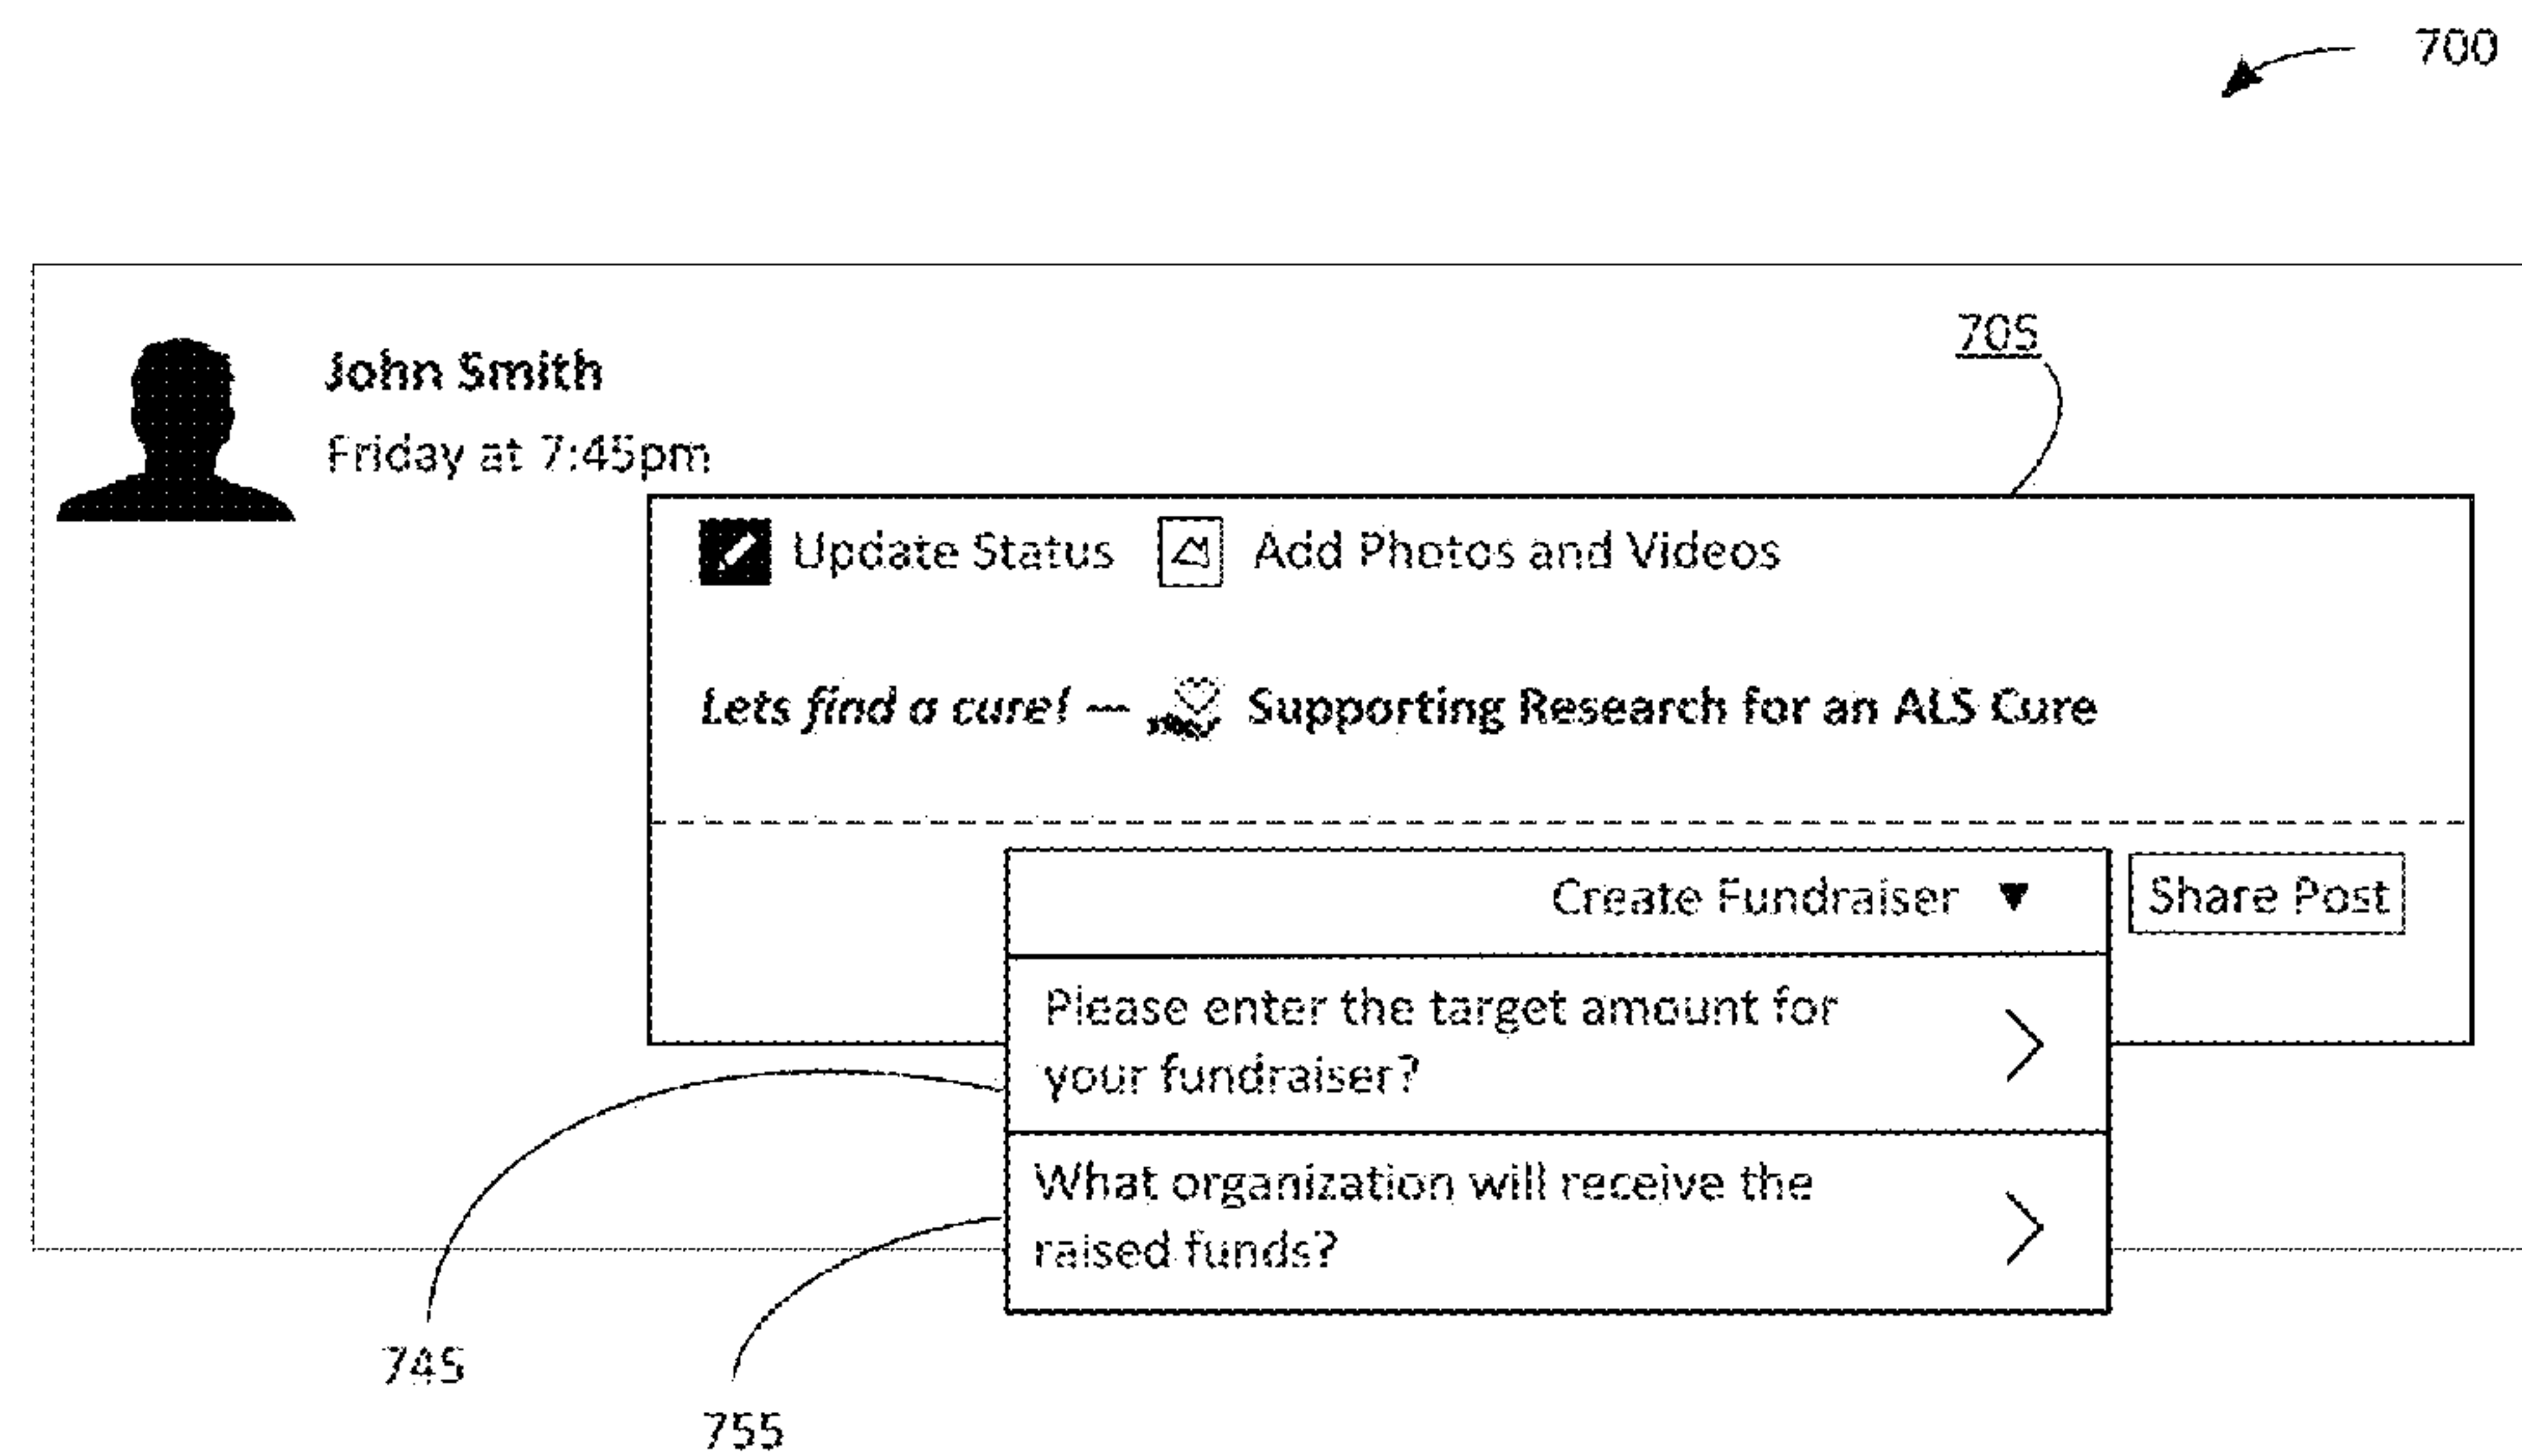 700
705
John Smith
Friday at 7:45pm
Update Status Add Photos and Videos
Lets find a cure! — Supporting Research for an ALS Cure
Create Fundraiser ▼ Share Post
Please enter the target amount for
your fundraiser?
What organization will receive the
raised funds?
745
755